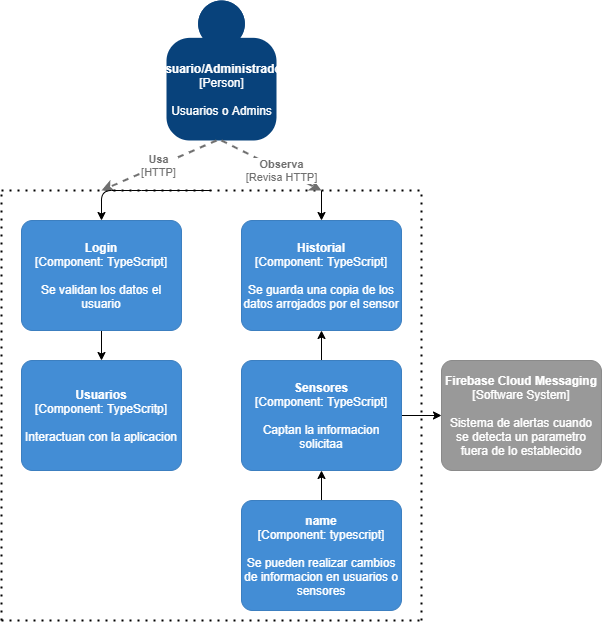 suario/Administrado
[Person]
Usuarios o Admins
Usa
[HTTP]
Observa
[Revisa HTTP]
Login
[Component: TypeScript]
Se validan los datos el
usuario
Historial
[Component: TypeScript]
Se guarda una copia de los
datos arrojados por el sensor
Usuarios
[Component: TypeScritp]
Interactuan con la aplicacion
Sensores
[Component: TypeScript]
Captan la informacion
solicitaa
Firebase Cloud Messaging
[Software System]
Sistema de alertas cuando
se detecta un parametro
fuera de lo establecido
name
[Component: typescript]
Se pueden realizar cambios
de informacion en usuarios o
sensores